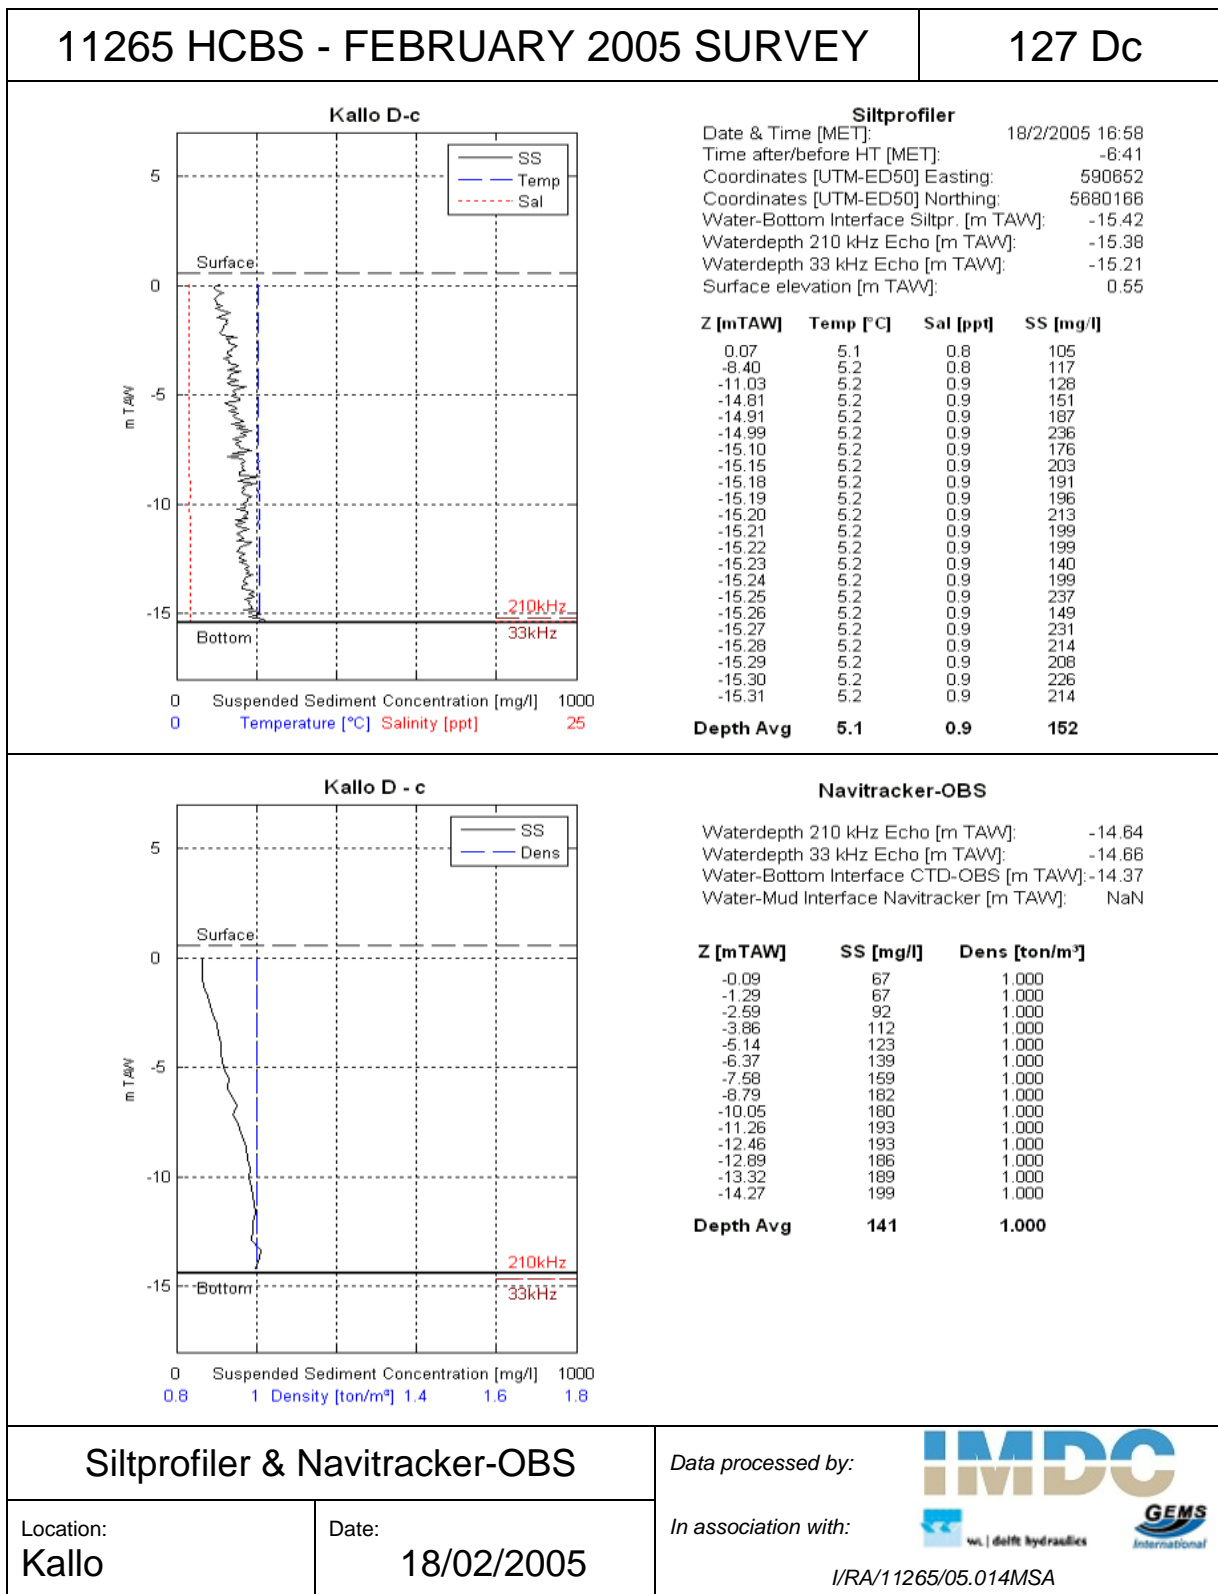 11265 HCBS - FEBRUARY 2005 SURVEY
127 Dc
Kallo D-c
SS
Temp
Sal
Surface
5
0
-5
-10
-15
m TAW
210kHz
33kHz
Bottom
0 Suspended Sediment Concentration [mg/l] 1000
0 Temperature [°C] Salinity [ppt] 25
Siltprofiler
Date & Time [MET]: 18/2/2005 16:58
Time after/before HT [MET]: -6:41
Coordinates [UTM-ED50] Easting: 590652
Coordinates [UTM-ED50] Northing: 5680166
Water-Bottom Interface Siltpr. [m TAW]: -15.42
Waterdepth 210 kHz Echo [m TAW]: -15.38
Waterdepth 33 kHz Echo [m TAW]: -15.21
Surface elevation [m TAW]: 0.55
Z [mTAW] Temp [°C] Sal [ppt] SS [mg/l]
0.07 5.1 0.8 105
-8.40 5.2 0.8 117
-11.03 5.2 0.9 128
-14.81 5.2 0.9 151
-14.91 5.2 0.9 187
-14.99 5.2 0.9 236
-15.10 5.2 0.9 176
-15.15 5.2 0.9 203
-15.18 5.2 0.9 191
-15.19 5.2 0.9 196
-15.20 5.2 0.9 213
-15.21 5.2 0.9 199
-15.22 5.2 0.9 199
-15.23 5.2 0.9 140
-15.24 5.2 0.9 199
-15.25 5.2 0.9 237
-15.26 5.2 0.9 149
-15.27 5.2 0.9 231
-15.28 5.2 0.9 214
-15.29 5.2 0.9 208
-15.30 5.2 0.9 226
-15.31 5.2 0.9 214
Depth Avg 5.1 0.9 152
Kallo D - c
SS
Dens
Surface
5
0
-5
-10
-15
m TAW
210kHz
33kHz
Bottom
0 Suspended Sediment Concentration [mg/l] 1000
0.8 1 Density [ton/m³] 1.4 1.6 1.8
Navitracker-OBS
Waterdepth 210 kHz Echo [m TAW]: -14.64
Waterdepth 33 kHz Echo [m TAW]: -14.66
Water-Bottom Interface CTD-OBS [m TAW]: -14.37
Water-Mud Interface Navitracker [m TAW]: NaN
Z [mTAW] SS [mg/l] Dens [ton/m³]
-0.09 67 1.000
-1.29 67 1.000
-2.59 92 1.000
-3.86 112 1.000
-5.14 123 1.000
-6.37 139 1.000
-7.58 159 1.000
-8.79 182 1.000
-10.05 180 1.000
-11.26 193 1.000
-12.46 193 1.000
-12.89 186 1.000
-13.32 189 1.000
-14.27 199 1.000
Depth Avg 141 1.000
Siltprofiler & Navitracker-OBS
Location:
Kallo
Date:
18/02/2005
Data processed by:
IMDC
In association with:
wL | delft hydraulics
GEMS
International
I/RA/11265/05.014MSA